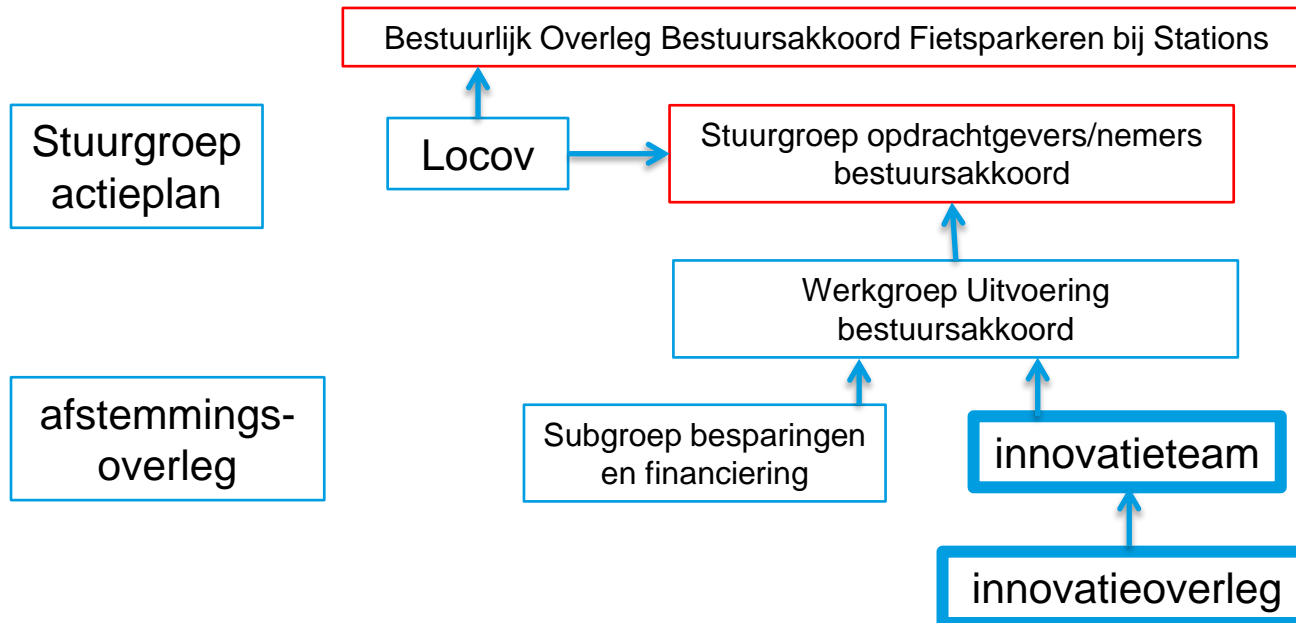 Bestuurlijk Overleg Bestuursakkoord Fietsparkeren bij Stations
Stuurgroep
actieplan
Locov
Stuurgroep opdrachtgevers/nemers
bestuursakkoord
Werkgroep Uitvoering
bestuursakkoord
afstemmings-
overleg
Subgroep besparingen
en financiering
innovatieteam
innovatieoverleg